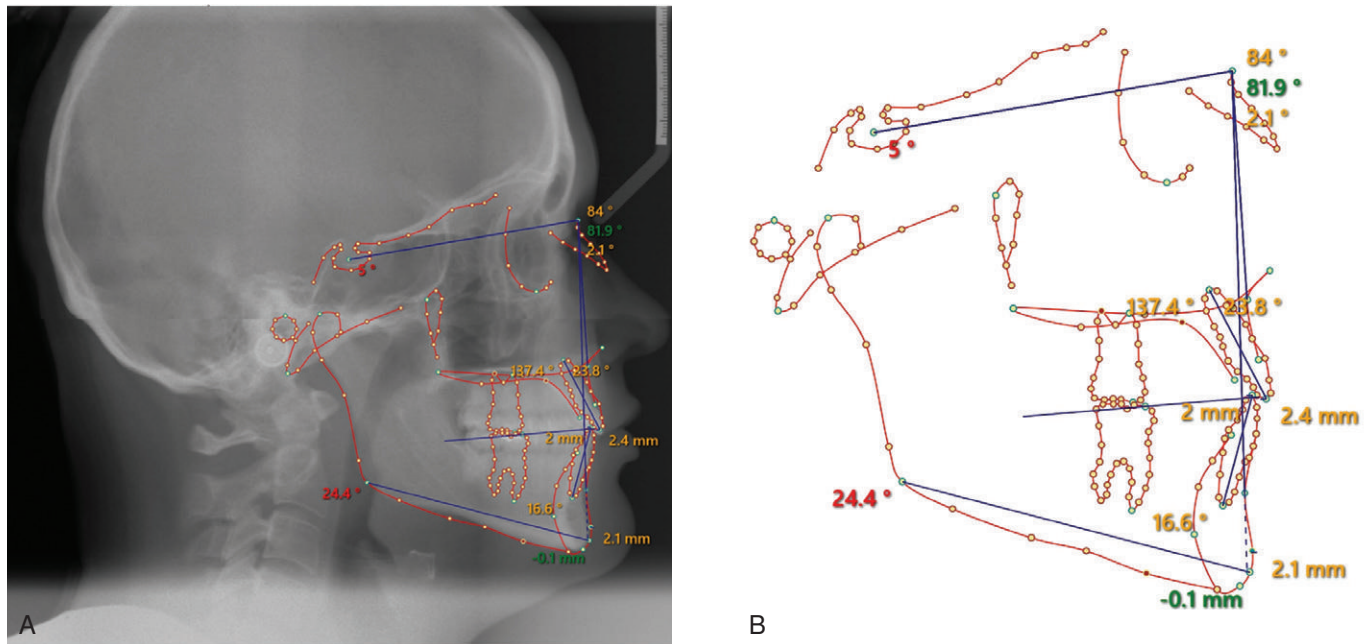 84 °
81.9 °
2.1 °
5 °
137.4 °
23.8 °
2 mm
2.4 mm
24.4 °
16.6 °
2.1 mm
-0.1 mm
A
84 °
81.9 °
2.1 °
5 °
137.4 °
23.8 °
2 mm
2.4 mm
24.4 °
16.6 °
2.1 mm
-0.1 mm
B